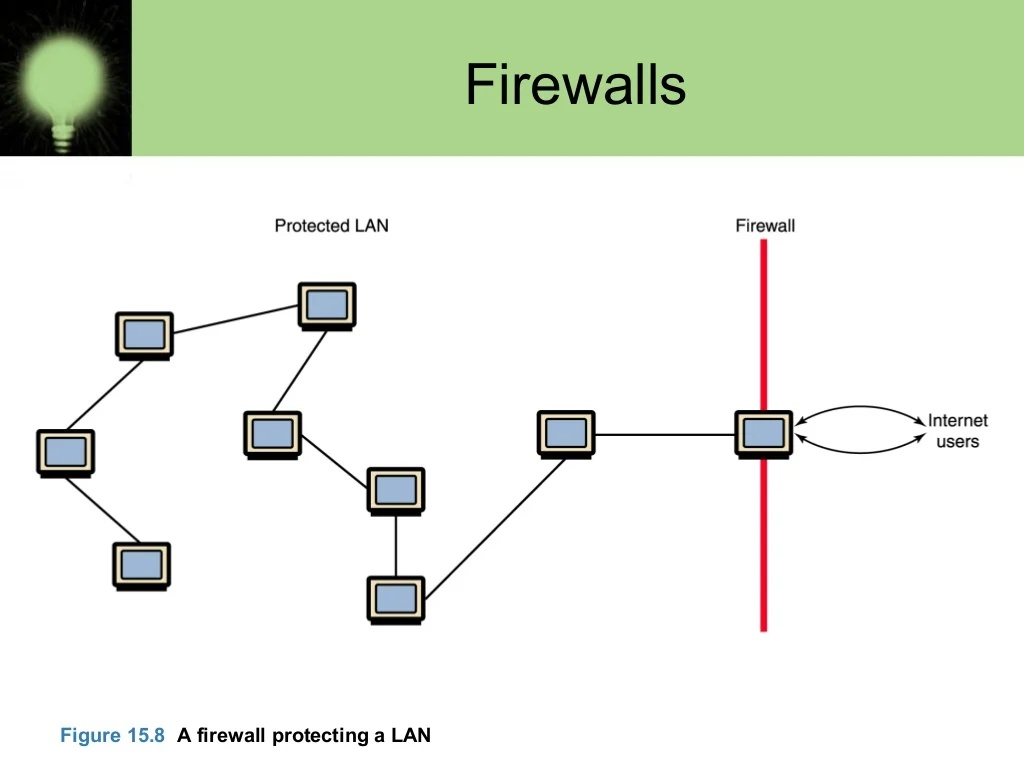 Firewalls
Protected LAN
Firewall
Internet
users
Figure 15.8 A firewall protecting a LAN